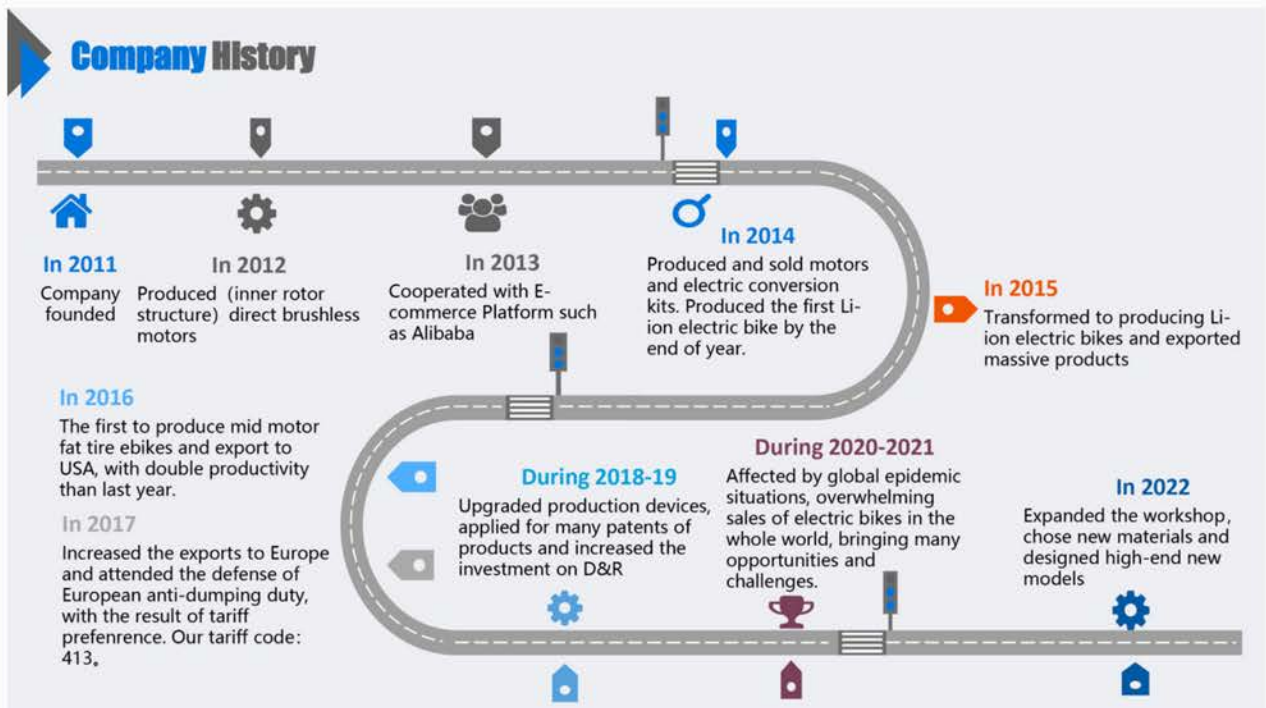 Company History
In 2011
Company
founded
In 2012
Produced (inner rotor
structure) direct brushless
motors
In 2013
Cooperated with E-
commerce Platform such
as Alibaba
In 2014
Produced and sold motors
and electric conversion
kits. Produced the first Li-
ion electric bike by the
end of year.
In 2015
Transformed to producing Li-
ion electric bikes and exported
massive products
In 2016
The first to produce mid motor
fat tire ebikes and export to
USA, with double productivity
than last year.
In 2017
Increased the exports to Europe
and attended the defense of
European anti-dumping duty,
with the result of tariff
prefenrence. Our tariff code:
413。
During 2018-19
Upgraded production devices,
applied for many patents of
products and increased the
investment on D&R
During 2020-2021
Affected by global epidemic
situations, overwhelming
sales of electric bikes in the
whole world, bringing many
opportunities and
challenges.
In 2022
Expanded the workshop,
chose new materials and
designed high-end new
models